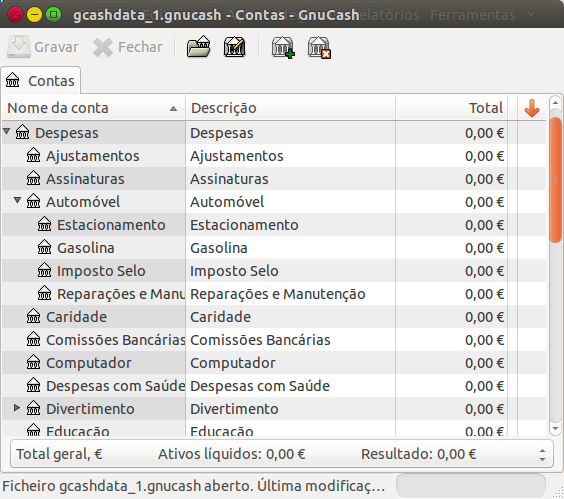 gcashdata_1.gnucash - Contas - GnuCash
Relatórios Ferramentas
Gravar Fechar
Contas
Nome da conta Descrição Total
Despesas Despesas 0,00 €
Ajustamentos Ajustamentos 0,00 €
Assinaturas Assinaturas 0,00 €
Automóvel Automóvel 0,00 €
Estacionamento Estacionamento 0,00 €
Gasolina Gasolina 0,00 €
Imposto Selo Imposto Selo 0,00 €
Reparações e Manu Reparações e Manutenção 0,00 €
Caridade Caridade 0,00 €
Comissões Bancárias Comissões Bancárias 0,00 €
Computador Computador 0,00 €
Despesas com Saúde Despesas com Saúde 0,00 €
Divertimento Divertimento 0,00 €
Educação Educação 0,00 €
Total geral, € Ativos líquidos: 0,00 € Resultado: 0,00 €
Ficheiro gcashdata_1.gnucash aberto. Última modificaç...